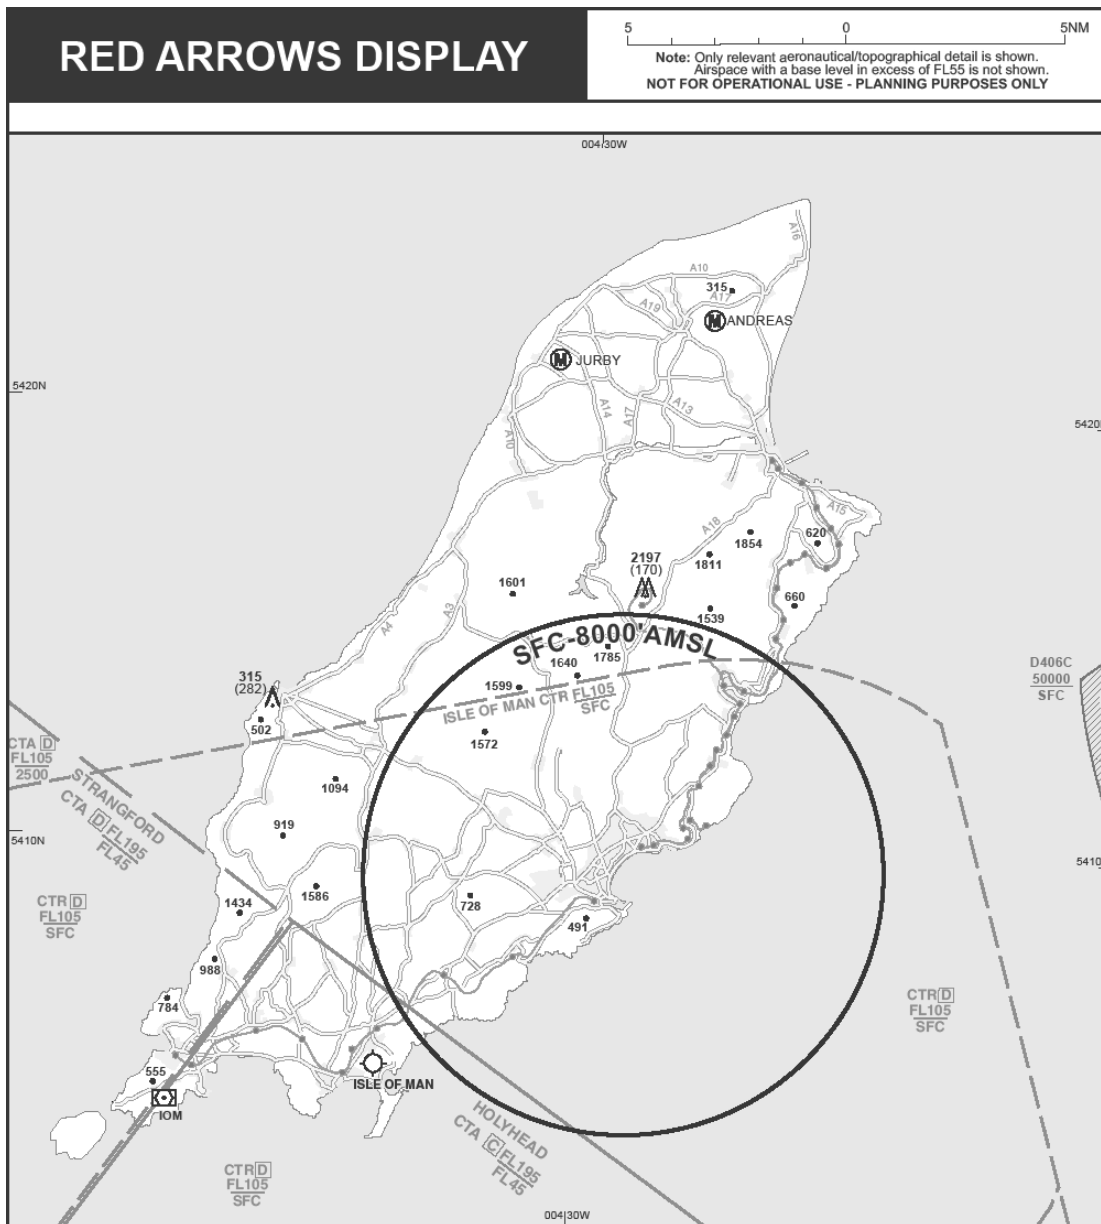 RED ARROWS DISPLAY
5 0 5NM
Note: Only relevant aeronautical/topographical detail is shown.
Airspace with a base level in excess of FL55 is not shown.
NOT FOR OPERATIONAL USE - PLANNING PURPOSES ONLY
00430W
A16
A10
315
A17
A19
M ANDREAS
M JURBY
5420N
5420
A13
A14
A17
A10
A15
A18
620
1854
2197
(170)
1811
1601
660
1539
A3
A4
SFC-8000'AMSL
1785
1640
D406C
50000
SFC
315
(282)
1599
ISLE OF MAN CTR FL105
SFC
502
1572
CTA D
FL105
2500
STRANGFORD
CTA D FL195
FL45
1094
919
5410N
5410
1586
728
CTR D
FL105
SFC
1434
491
988
784
CTR D
FL105
SFC
555
ISLE OF MAN
IOM
HOLYHEAD
CTA C FL195
FL45
CTR D
FL105
SFC
00430W